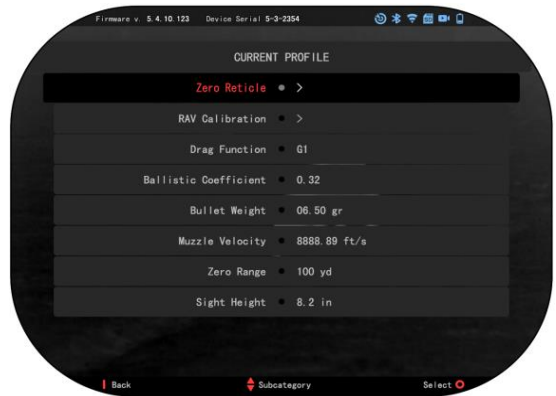 Firmware v. 5.4.10.123 Device Serial 5-3-2354
CURRENT PROFILE
Zero Reticle >
RAV Calibration >
Drag Function G1
Ballistic Coefficient 0.32
Bullet Weight 06.50 gr
Muzzle Velocity 8888.89 ft/s
Zero Range 100 yd
Sight Height 8.2 in
Back Subcategory Select